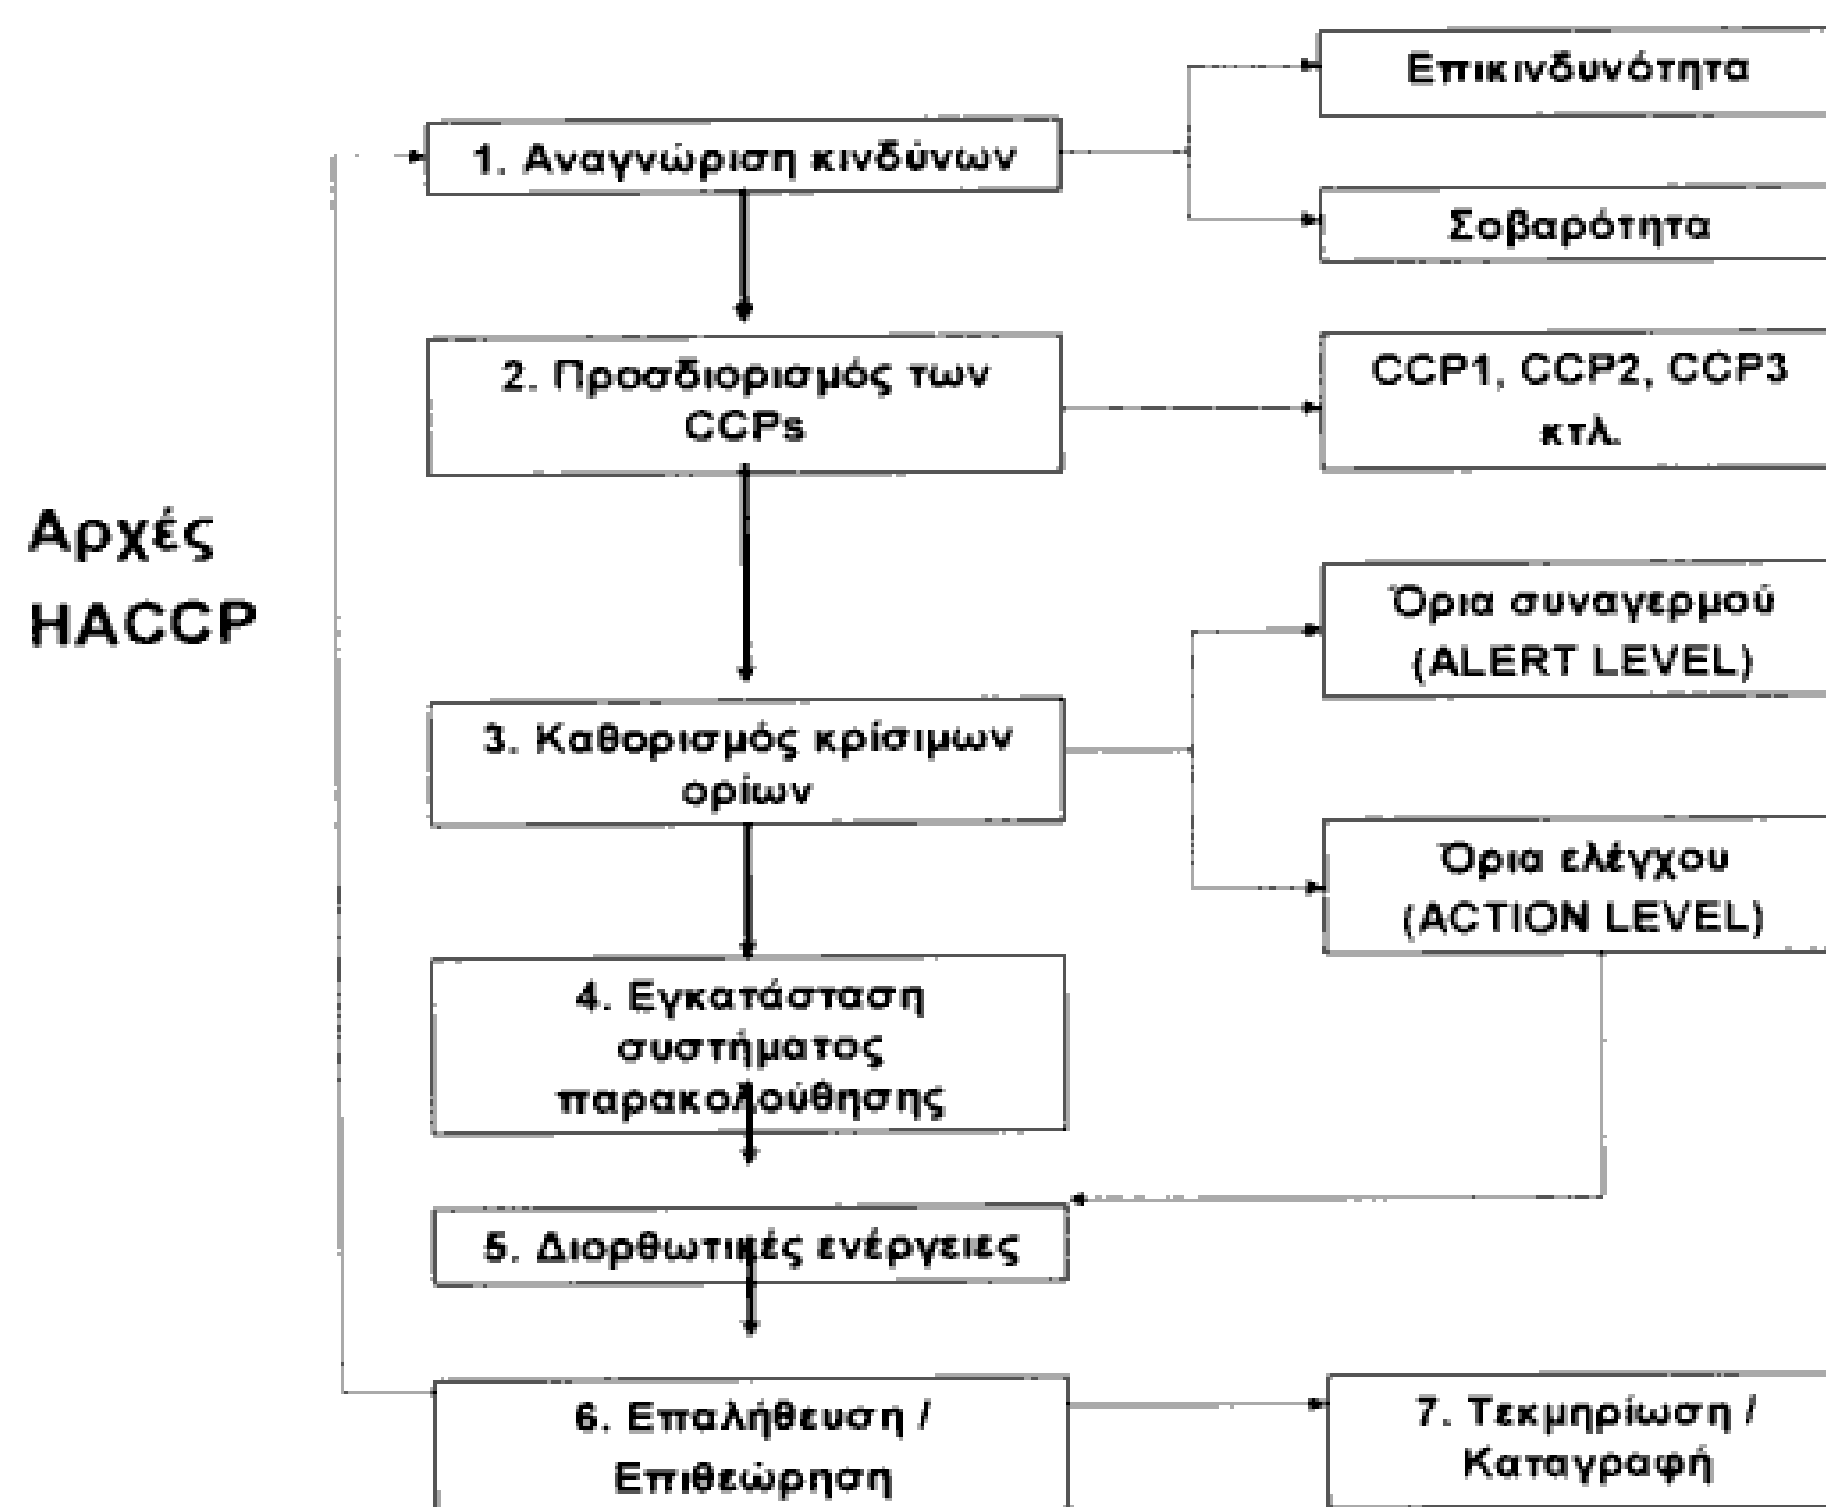 Επικινδυνότητα
1. Αναγνώριση κινδύνων
Σοβαρότητα
2. Προσδιορισμός των
CCPs
CCP1, CCP2, CCP3
κτλ.
Αρχές
HACCP
Όρια συναγερμού
(ALERT LEVEL)
3. Καθορισμός κρίσιμων
ορίων
Όρια ελέγχου
(ACTION LEVEL)
4. Εγκατάσταση
συστήματος
παρακολούθησης
5. Διορθωτικές ενέργειες
6. Επαλήθευση /
Επιθεώρηση
7. Τεκμηρίωση /
Καταγραφή